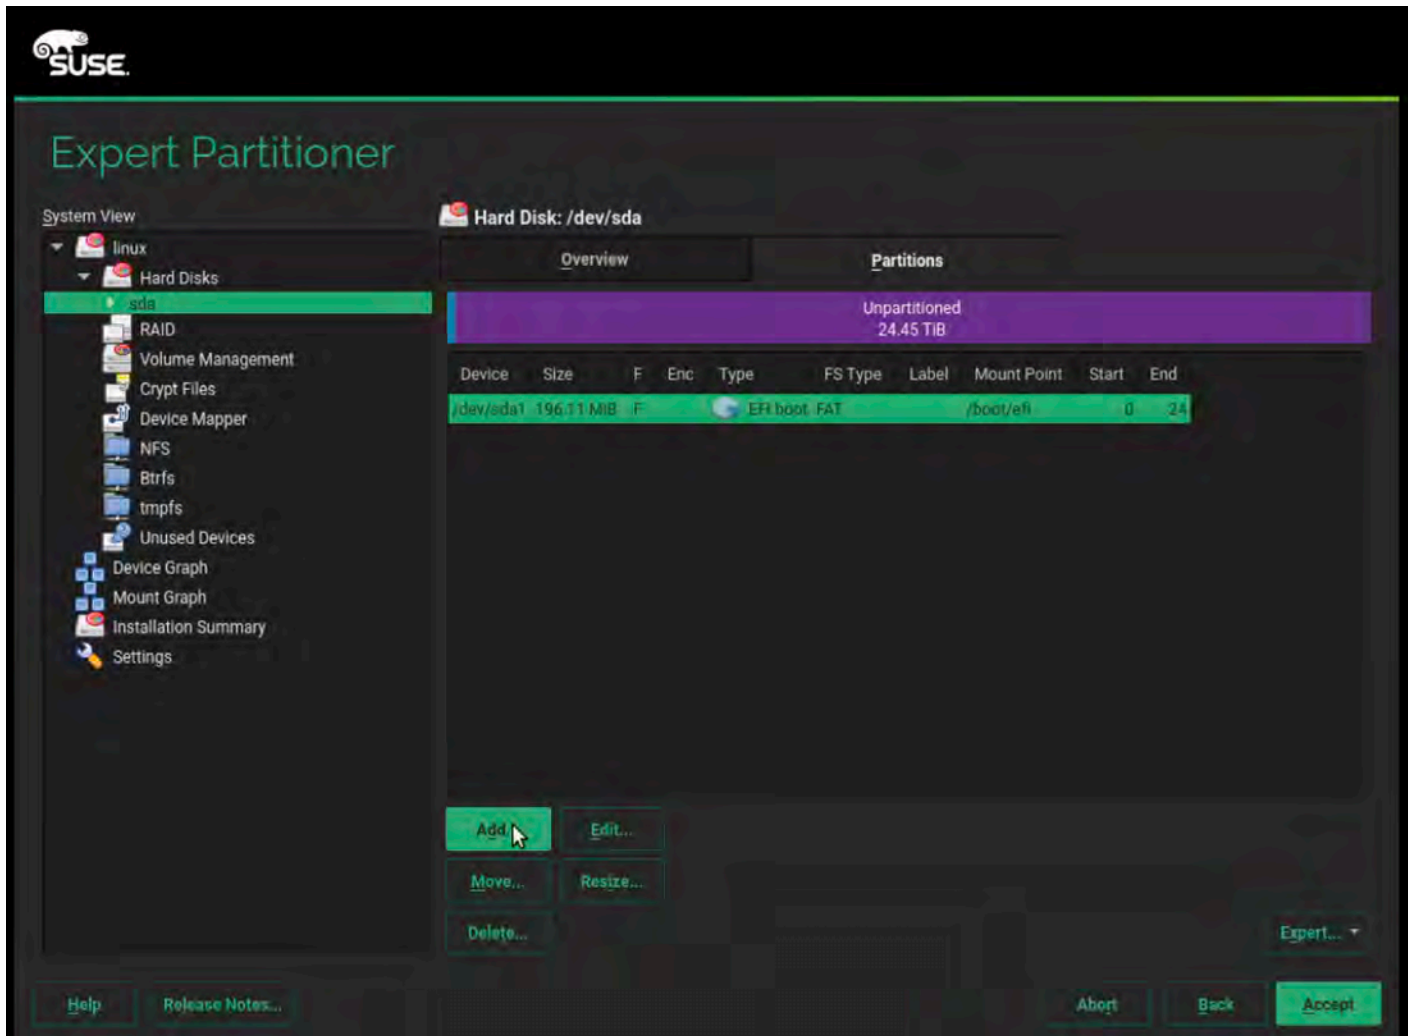 SUSE.
Expert Partitioner
System View
linux
Hard Disks
sda
RAID
Volume Management
Crypt Files
Device Mapper
NFS
Btrfs
tmpfs
Unused Devices
Device Graph
Mount Graph
Installation Summary
Settings
Hard Disk: /dev/sda
Overview Partitions
Unpartitioned
24.45 TiB
Device Size F Enc Type FS Type Label Mount Point Start End
/dev/sda1 196.11 MiB F EFI boot FAT /boot/efi 0 24
Add... Edit...
Move... Resize...
Delete... Expert...
Help Release Notes... Abort Back Accept